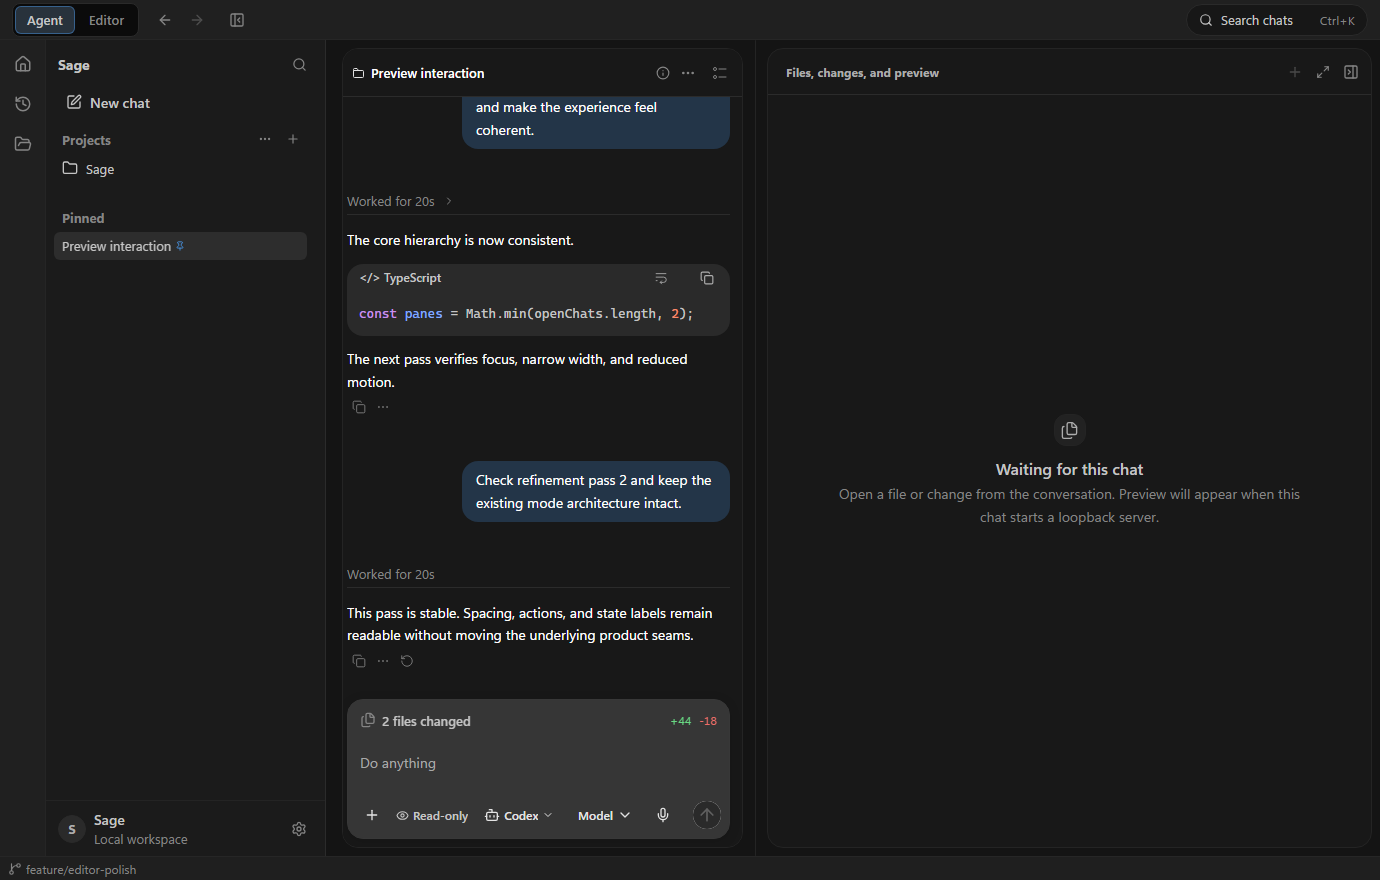 Agent
Editor
Search chats
Ctrl+K
Sage
New chat
Projects
Sage
Pinned
Preview interaction
S
Sage
Local workspace
feature/editor-polish
Preview interaction
and make the experience feel
coherent.
Worked for 20s
The core hierarchy is now consistent.
</> TypeScript
const panes = Math.min(openChats.length, 2);
The next pass verifies focus, narrow width, and reduced
motion.
Check refinement pass 2 and keep the
existing mode architecture intact.
Worked for 20s
This pass is stable. Spacing, actions, and state labels remain
readable without moving the underlying product seams.
2 files changed
+44 -18
Do anything
Read-only
Codex
Model
Files, changes, and preview
Waiting for this chat
Open a file or change from the conversation. Preview will appear when this
chat starts a loopback server.